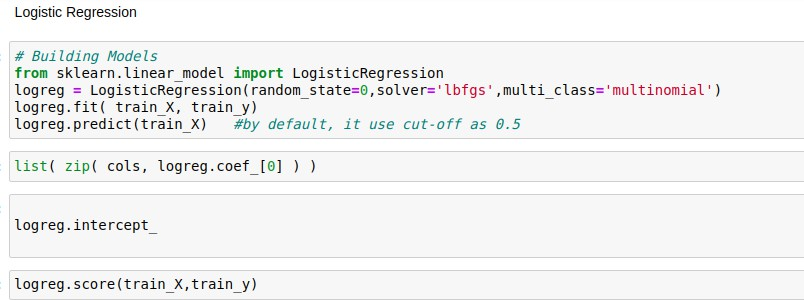 Logistic Regression
# Building Models
from sklearn.linear_model import LogisticRegression
logreg = LogisticRegression(random_state=0,solver='lbfgs',multi_class='multinomial')
logreg.fit( train_X, train_y)
logreg.predict(train_X)   #by default, it use cut-off as 0.5
list( zip( cols, logreg.coef_[0] ) )
logreg.intercept_
logreg.score(train_X,train_y)